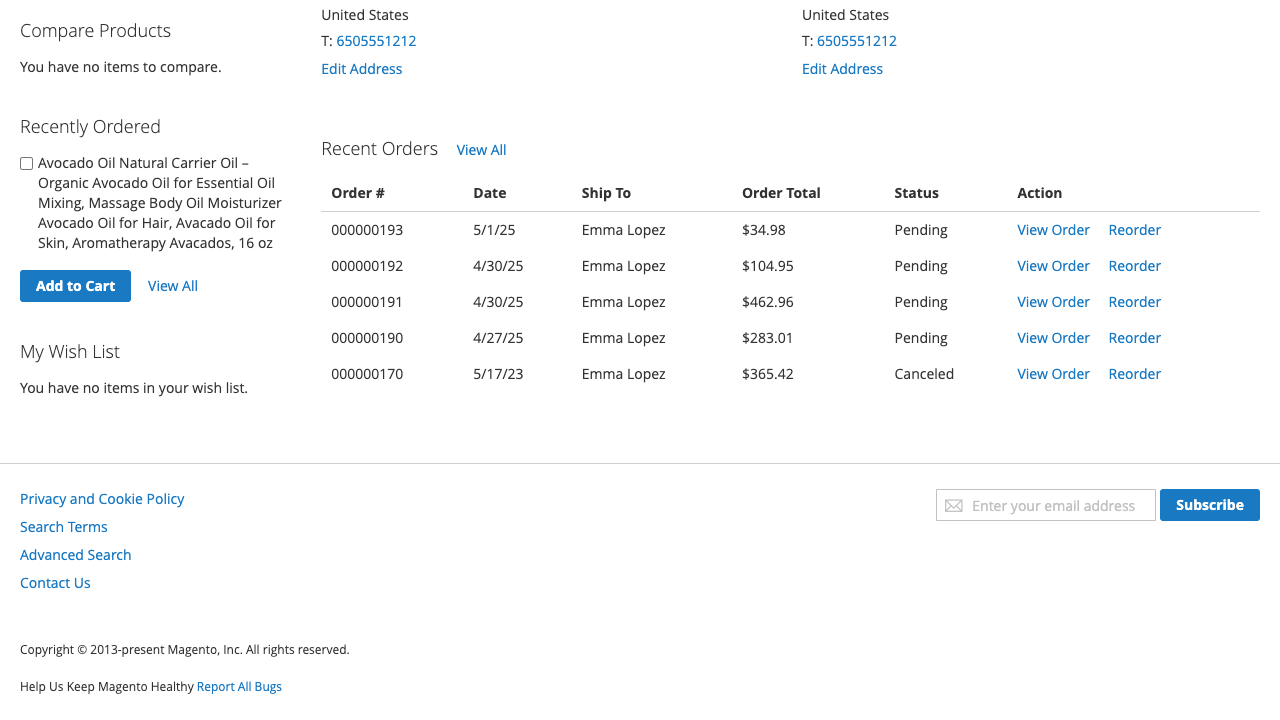 Compare Products
You have no items to compare.
Recently Ordered
Avocado Oil Natural Carrier Oil –
Organic Avocado Oil for Essential Oil
Mixing, Massage Body Oil Moisturizer
Avocado Oil for Hair, Avacado Oil for
Skin, Aromatherapy Avacados, 16 oz
Add to Cart View All
My Wish List
You have no items in your wish list.
United States
T: 6505551212
Edit Address
United States
T: 6505551212
Edit Address
Recent Orders View All
Order # Date Ship To Order Total Status Action
000000193 5/1/25 Emma Lopez $34.98 Pending View Order Reorder
000000192 4/30/25 Emma Lopez $104.95 Pending View Order Reorder
000000191 4/30/25 Emma Lopez $462.96 Pending View Order Reorder
000000190 4/27/25 Emma Lopez $283.01 Pending View Order Reorder
000000170 5/17/23 Emma Lopez $365.42 Canceled View Order Reorder
Privacy and Cookie Policy
Search Terms
Advanced Search
Contact Us
Enter your email address Subscribe
Copyright © 2013-present Magento, Inc. All rights reserved.
Help Us Keep Magento Healthy Report All Bugs